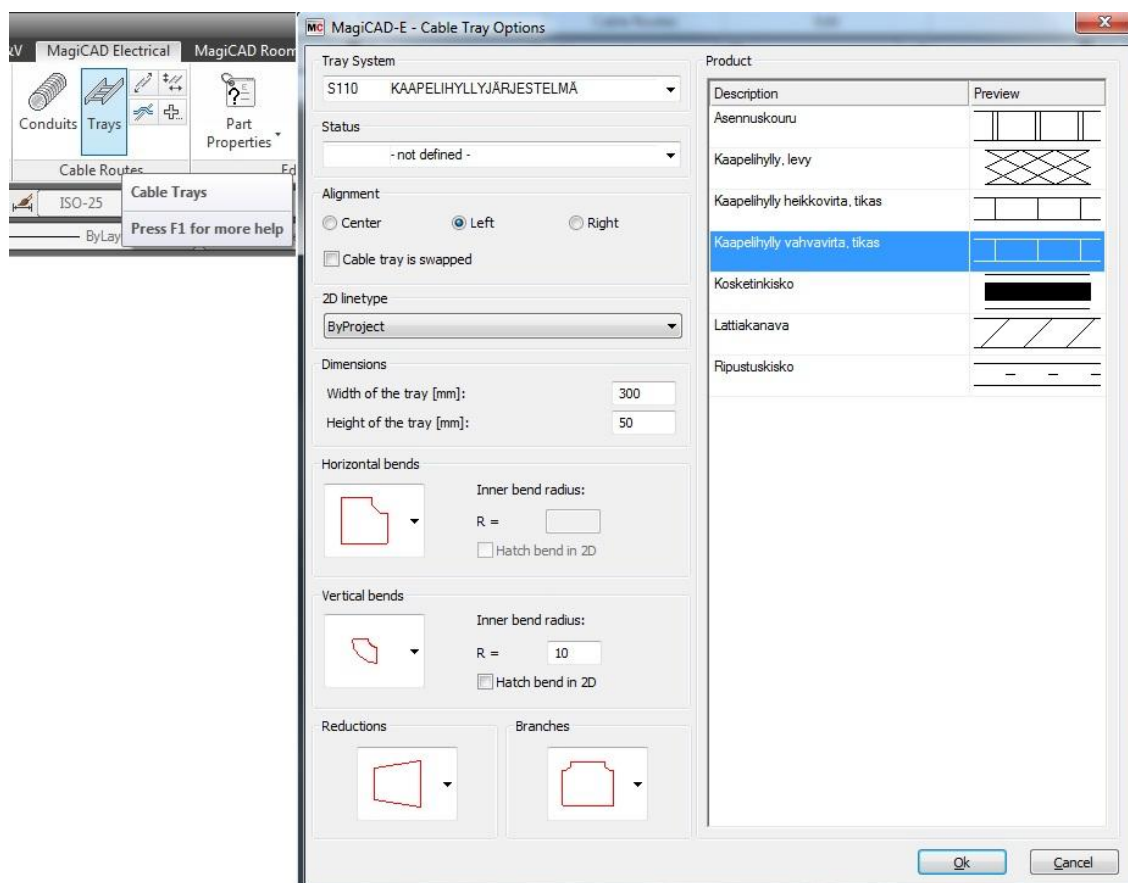 &V MagiCAD Electrical MagiCAD Room
Conduits Trays
Part
Properties
Cable Routes Ed
ISO-25
ByLay
Cable Trays
Press F1 for more help
MC MagiCAD-E - Cable Tray Options
Tray System
S110 KAAPELIHYLLYJÄRJESTELMÄ
Status
- not defined -
Alignment
Center Left Right
Cable tray is swapped
2D linetype
ByProject
Dimensions
Width of the tray [mm]: 300
Height of the tray [mm]: 50
Horizontal bends
Inner bend radius:
R =
Hatch bend in 2D
Vertical bends
Inner bend radius:
R = 10
Hatch bend in 2D
Reductions
Branches
Product
Description Preview
Asennuskouru
Kaapelihylly, levy
Kaapelihylly heikkovirta, tikas
Kaapelihylly vahvavirta, tikas
Kosketinkisko
Lattiakanava
Ripustuskisko
Ok Cancel